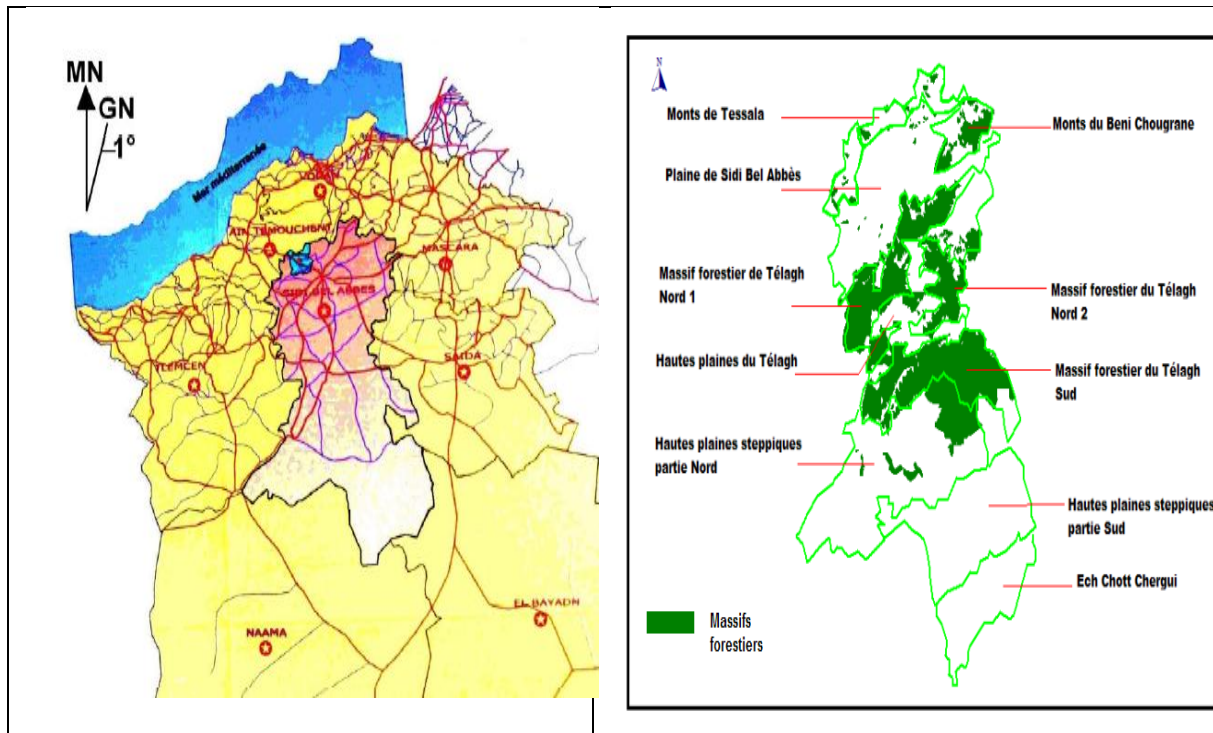 MN
GN
1°
Mer méditerranée
ORAN
AIN TEMOUCHENT
MASCARA
SIDI BEL ABBES
TLEMCEN
SAIDA
NAAMA
EL BAYADH
N
Monts de Tessala
Monts du Beni Chougrane
Plaine de Sidi Bel Abbès
Massif forestier de Télagh
Nord 1
Massif forestier du Télagh
Nord 2
Hautes plaines du Télagh
Massif forestier du Télagh
Sud
Hautes plaines steppiques
partie Nord
Hautes plaines steppiques
partie Sud
Ech Chott Chergui
Massifs
forestiers